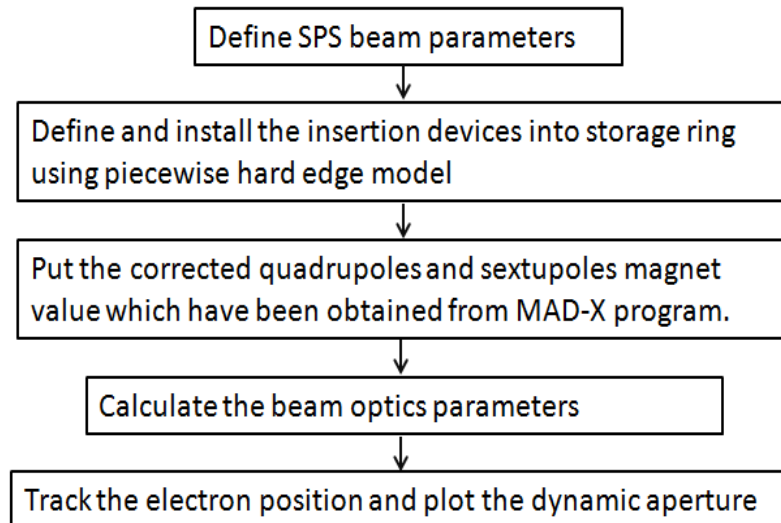 Define SPS beam parameters
Define and install the insertion devices into storage ring
using piecewise hard edge model
Put the corrected quadrupoles and sextupoles magnet
value which have been obtained from MAD-X program.
Calculate the beam optics parameters
Track the electron position and plot the dynamic aperture